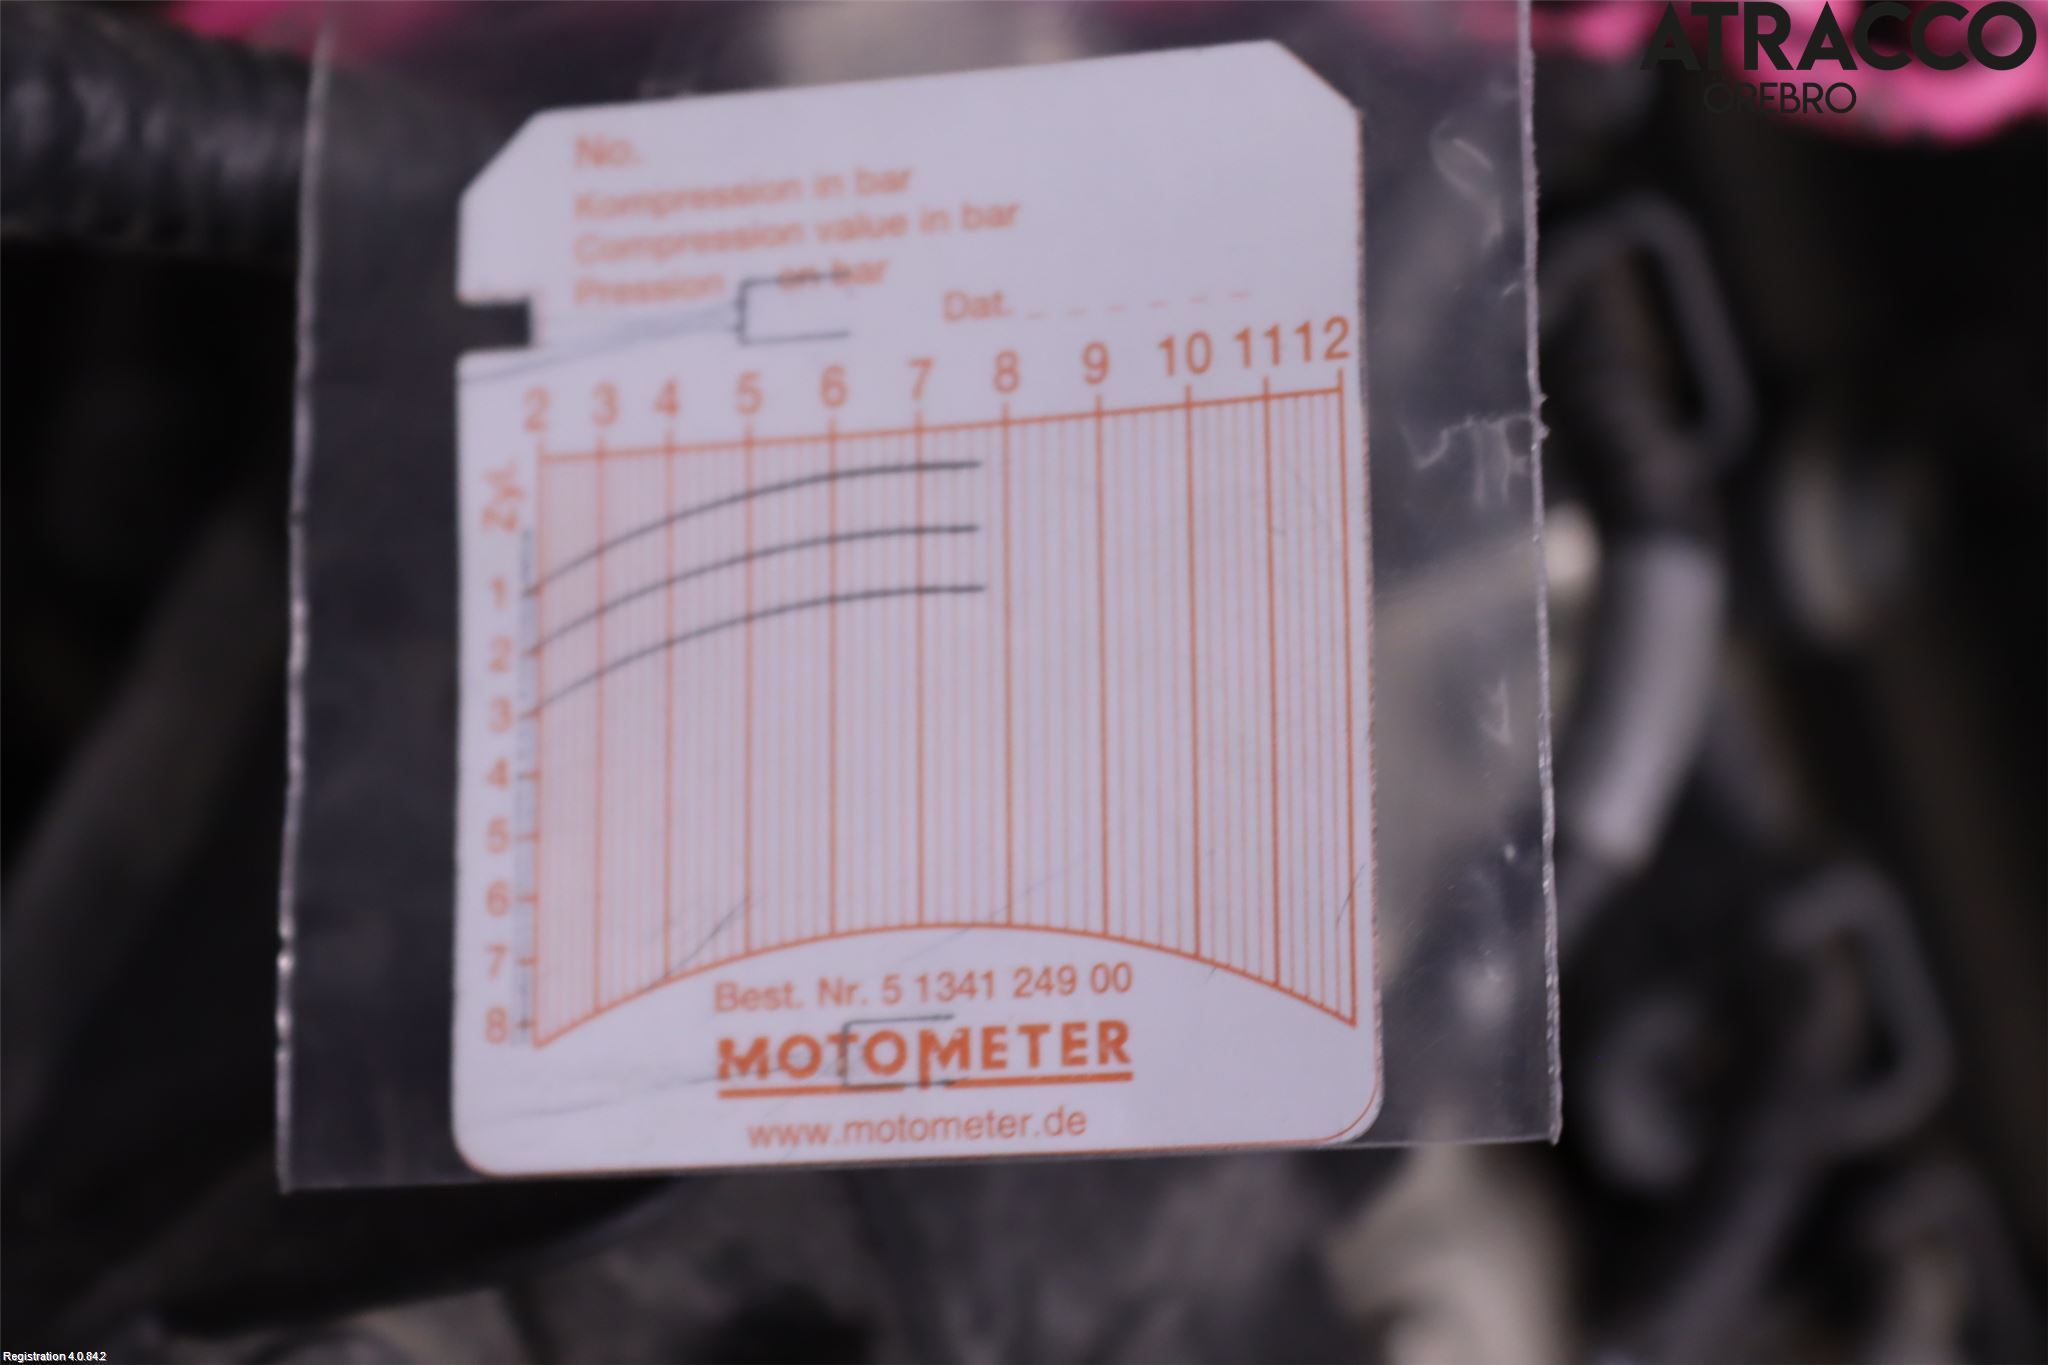 ATRACCO
ÖREBRO
No.
Kompression in bar
Compression value in bar
Pression en bar
Dat.
2 3 4 5 6 7 8 9 10 11 12
Zyl.
1
2
3
4
5
6
7
8
Best. Nr. 5 1341 249 00
MOTOMETER
www.motometer.de
Registration 4.0.84.2